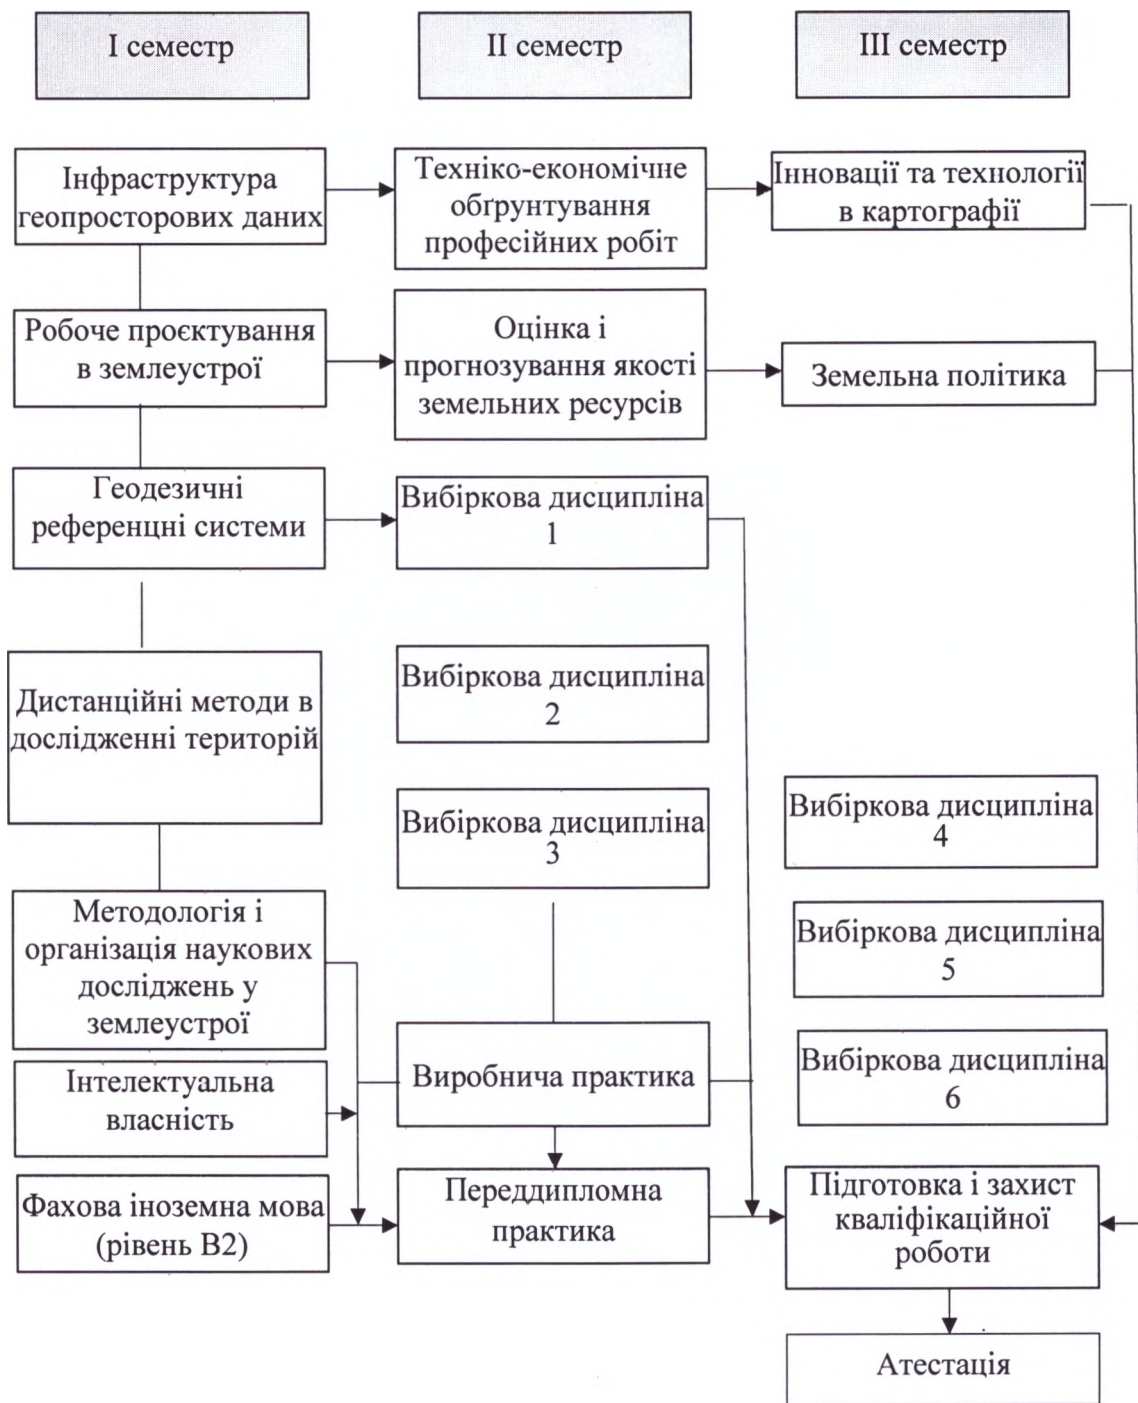 І семестр
ІІ семестр
ІІІ семестр
Інфраструктура
геопросторових даних
Техніко-економічне
обґрунтування
професійних робіт
Інновації та технології
в картографії
Робоче проєктування
в землеустрої
Оцінка і
прогнозування якості
земельних ресурсів
Земельна політика
Геодезичні
референцні системи
Вибіркова дисципліна
1
Дистанційні методи в
дослідженні територій
Вибіркова дисципліна
2
Вибіркова дисципліна
3
Вибіркова дисципліна
4
Методологія і
організація наукових
досліджень у
землеустрої
Вибіркова дисципліна
5
Інтелектуальна
власність
Виробнича практика
Вибіркова дисципліна
6
Фахова іноземна мова
(рівень В2)
Переддипломна
практика
Підготовка і захист
кваліфікаційної
роботи
Атестація